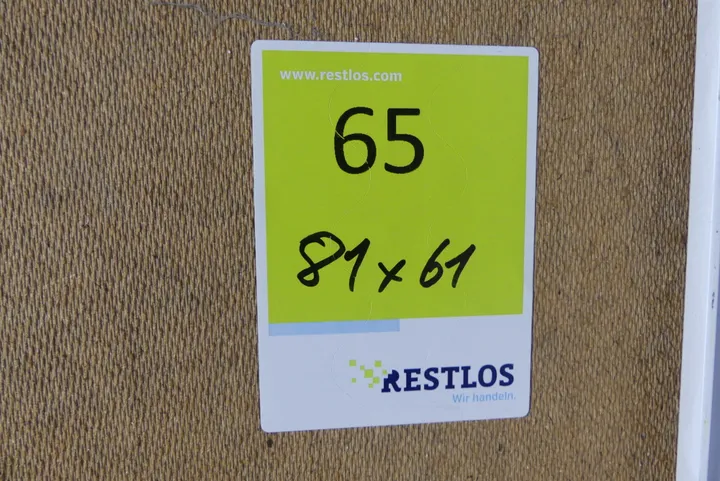 www.restlos.com
65
81 x 61
RESTLOS
Wir handeln.